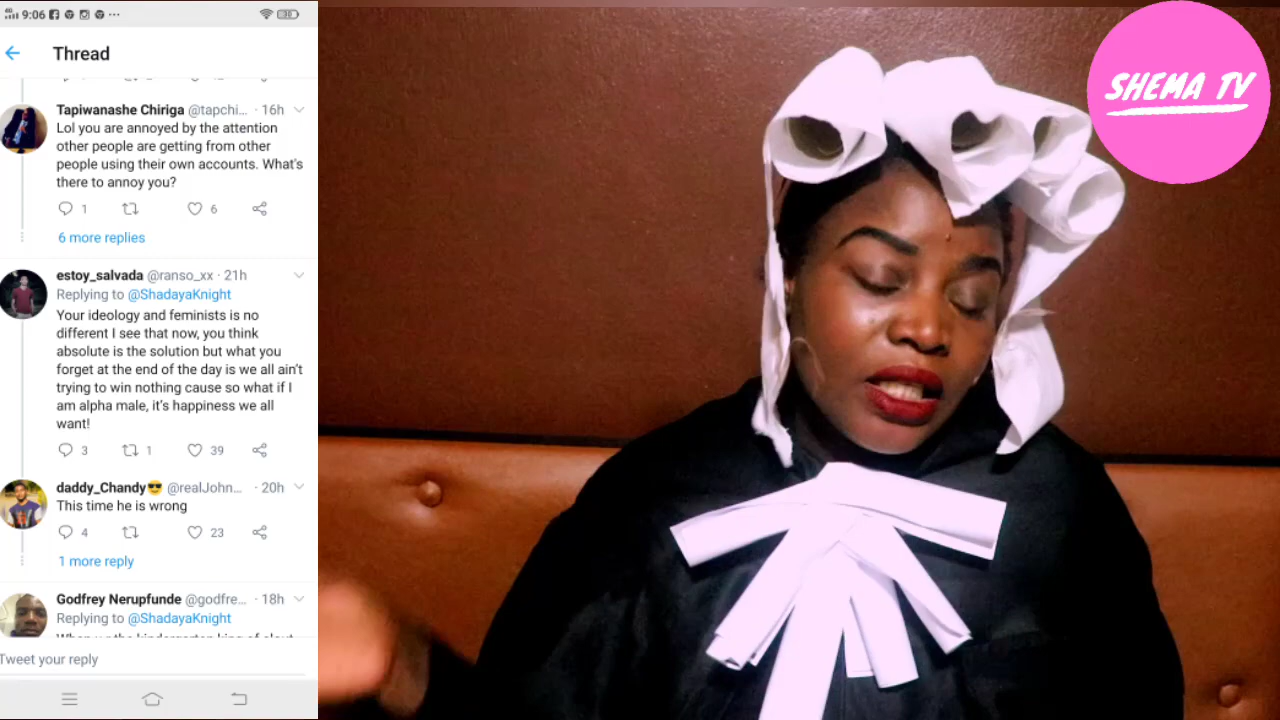 9:06
Thread
Tapiwanashe Chiriga @tapchi... · 16h
Lol you are annoyed by the attention
other people are getting from other
people using their own accounts. What's
there to annoy you?
1 6
6 more replies
estoy_salvada @ranso_xx · 21h
Replying to @ShadayaKnight
Your ideology and feminists is no
different I see that now, you think
absolute is the solution but what you
forget at the end of the day is we all ain't
trying to win nothing cause so what if I
am alpha male, it's happiness we all
want!
3 1 39
daddy_Chandy😎 @realJohn... · 20h
This time he is wrong
4 23
1 more reply
Godfrey Nerupfunde @godfre... · 18h
Replying to @ShadayaKnight
Tweet your reply
SHEMA TV